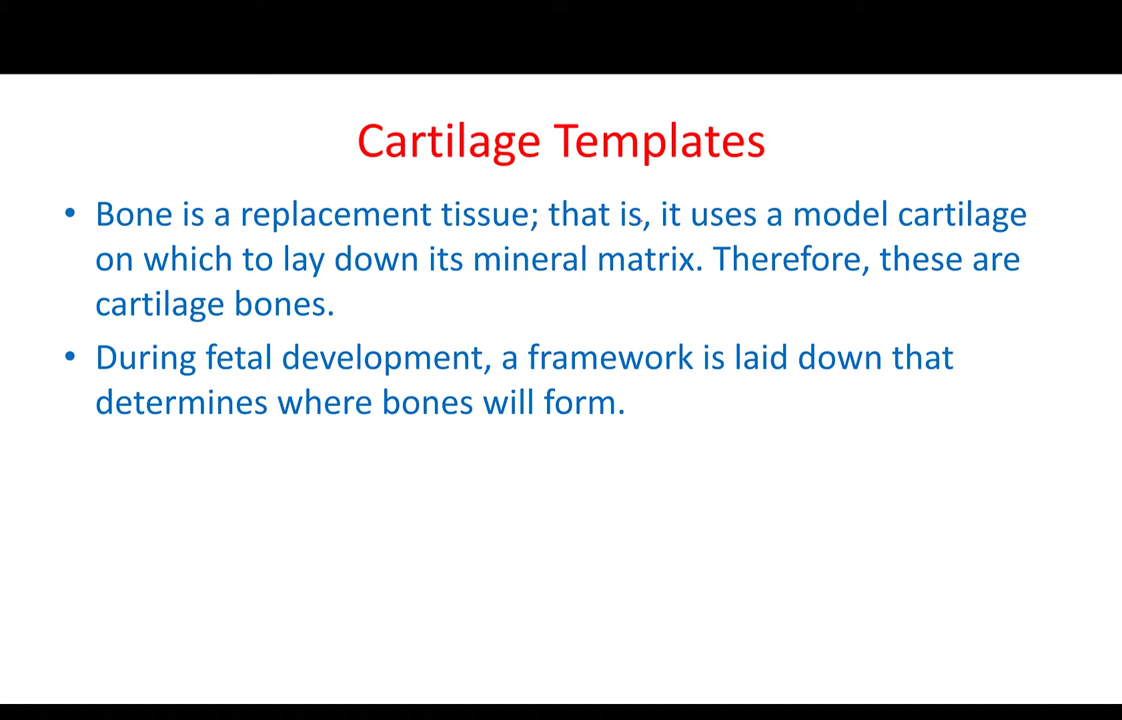 Cartilage Templates
• Bone is a replacement tissue; that is, it uses a model cartilage
on which to lay down its mineral matrix. Therefore, these are
cartilage bones.
• During fetal development, a framework is laid down that
determines where bones will form.